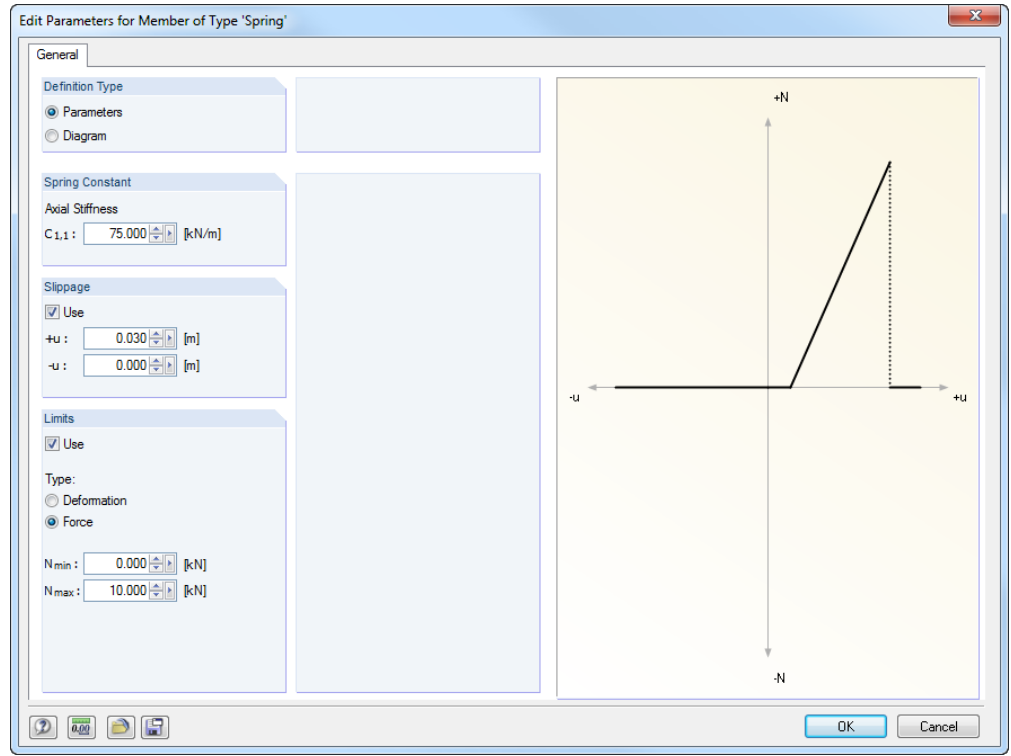 Edit Parameters for Member of Type 'Spring'
General
Definition Type
Parameters
Diagram
Spring Constant
Axial Stiffness
C1,1 : 75.000 [kN/m]
Slippage
Use
+u : 0.030 [m]
-u : 0.000 [m]
Limits
Use
Type:
Deformation
Force
Nmin : 0.000 [kN]
Nmax : 10.000 [kN]
+N
-u
+u
-N
0.00
OK
Cancel